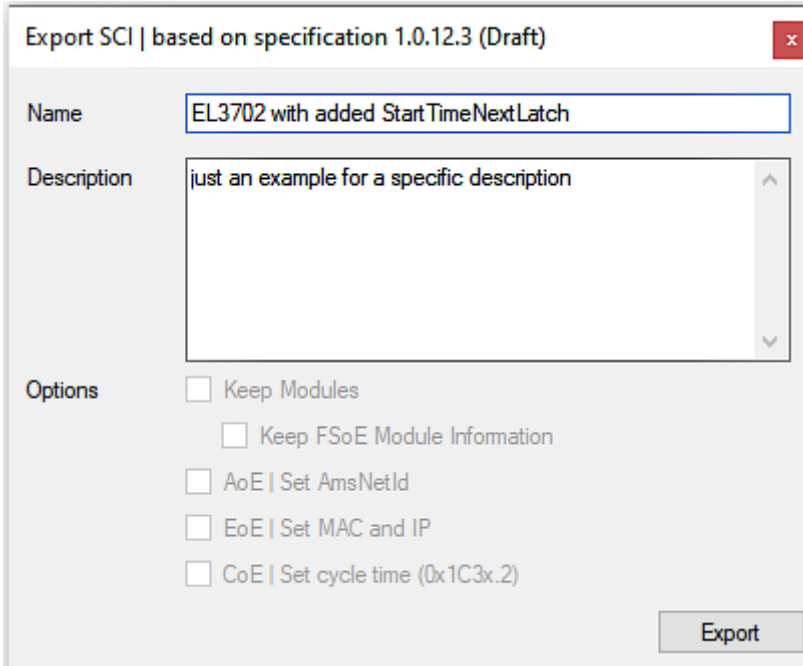 Export SCI | based on specification 1.0.12.3 (Draft)
x
Name
EL3702 with added StartTimeNextLatch
Description
just an example for a specific description
Options
Keep Modules
Keep FSoE Module Information
AoE | Set AmsNetId
EoE | Set MAC and IP
CoE | Set cycle time (0x1C3x.2)
Export